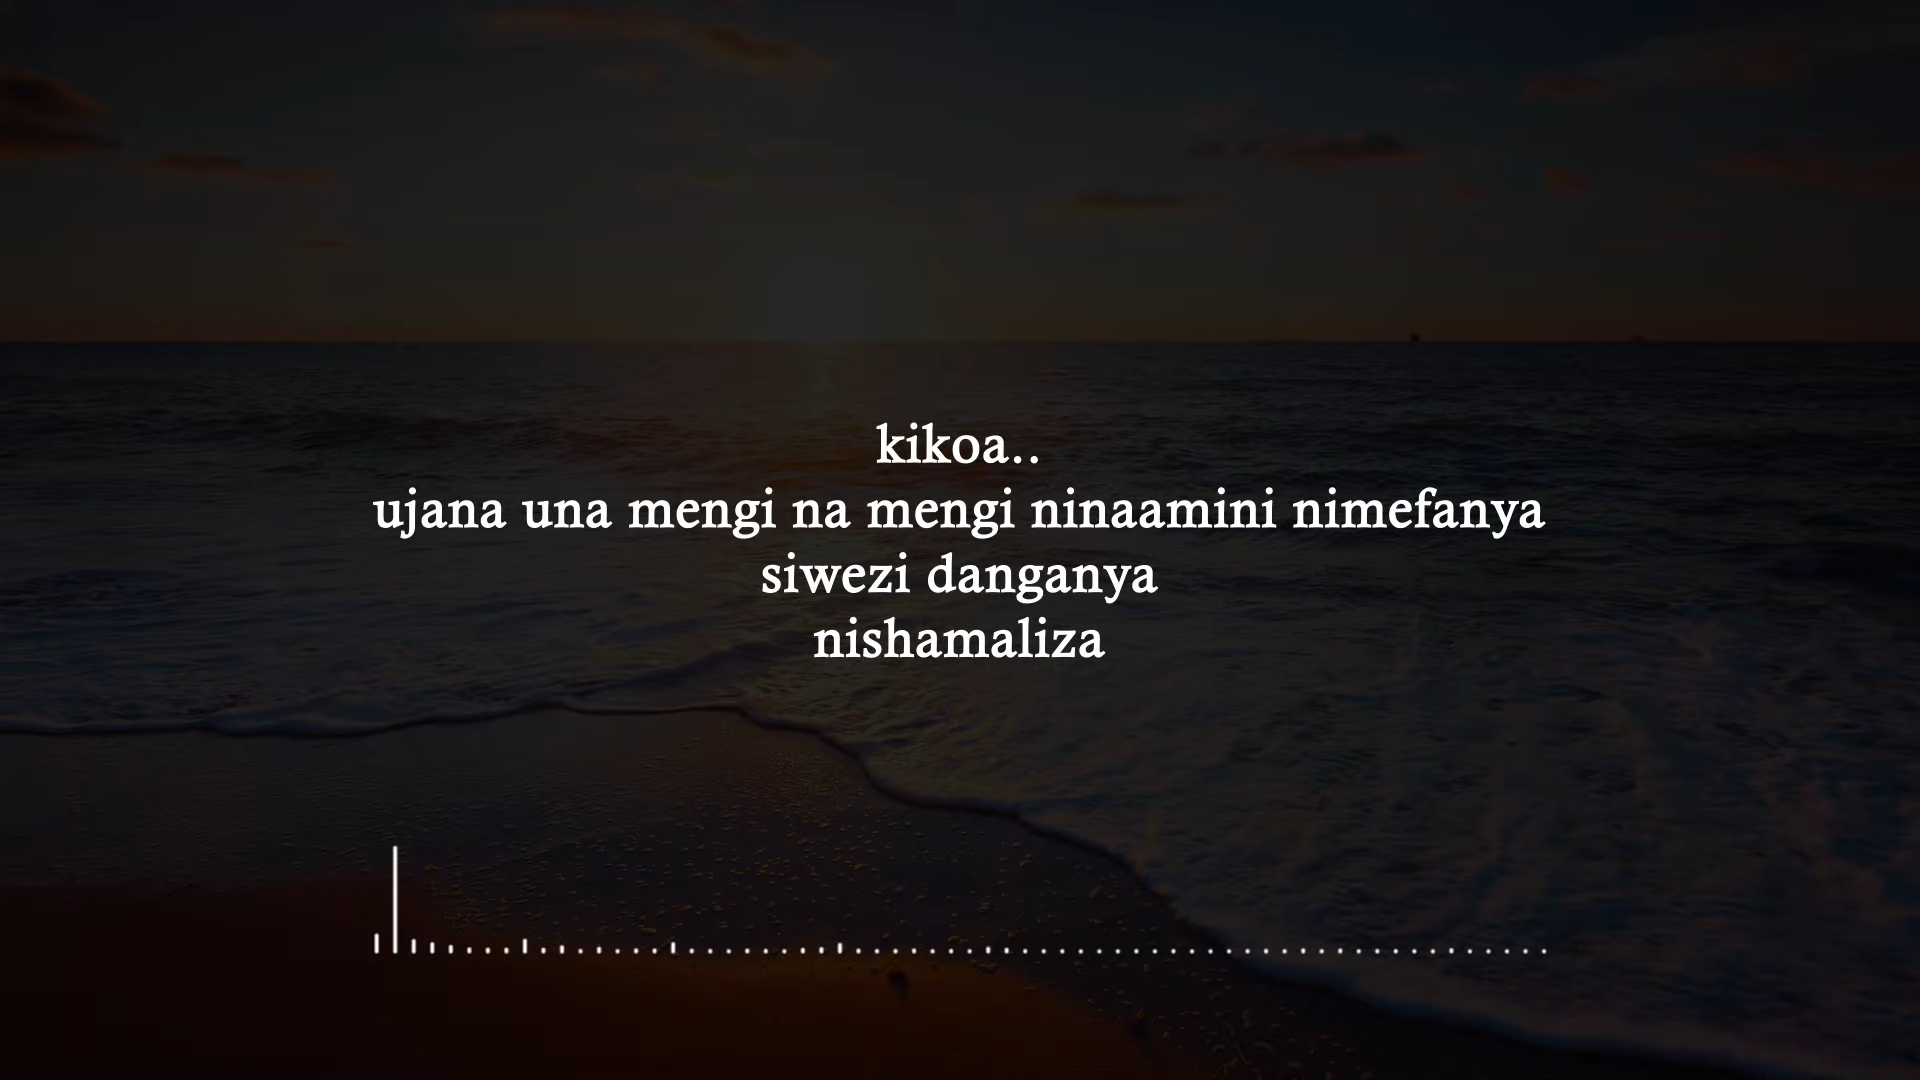 kikoa..
ujana una mengi na mengi ninaamini nimefanya
siwezi danganya
nishamaliza